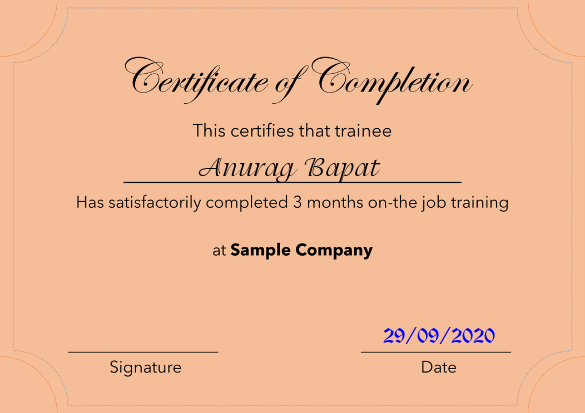 Certificate of Completion
This certifies that trainee
Anurag Bapat
Has satisfactorily completed 3 months on-the job training
at Sample Company
29/09/2020
Signature
Date